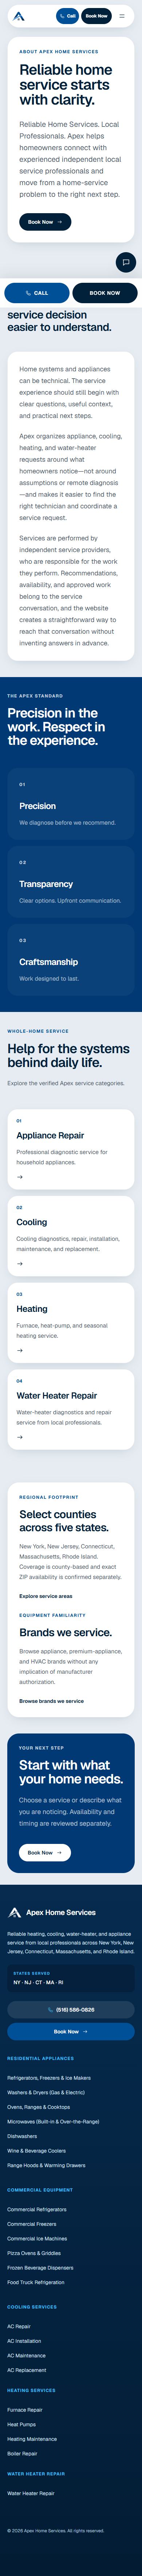 Call
Book Now
ABOUT APEX HOME SERVICES
Reliable home
service starts
with clarity.
Reliable Home Services. Local
Professionals. Apex helps
homeowners connect with
experienced independent local
service professionals and
move from a home-service
problem to the right next step.
Book Now
CALL
BOOK NOW
service decision
easier to understand.
Home systems and appliances
can be technical. The service
experience should still begin with
clear questions, useful context,
and practical next steps.
Apex organizes appliance, cooling,
heating, and water-heater
requests around what
homeowners notice—not around
assumptions or remote diagnosis
—and makes it easier to find the
right technician and coordinate a
service request.
Services are performed by
independent service providers,
who are responsible for the work
they perform. Recommendations,
availability, and approved work
belong to the service
conversation, and the website
creates a straightforward way to
reach that conversation without
inventing answers in advance.
THE APEX STANDARD
Precision in the
work. Respect in
the experience.
01
Precision
We diagnose before we recommend.
02
Transparency
Clear options. Upfront communication.
03
Craftsmanship
Work designed to last.
WHOLE-HOME SERVICE
Help for the systems
behind daily life.
Explore the verified Apex service categories.
01
Appliance Repair
Professional diagnostic service for
household appliances.
02
Cooling
Cooling diagnostics, repair, installation,
maintenance, and replacement.
03
Heating
Furnace, heat-pump, and seasonal
heating service.
04
Water Heater Repair
Water-heater diagnostics and repair
service from local professionals.
REGIONAL FOOTPRINT
Select counties
across five states.
New York, New Jersey, Connecticut,
Massachusetts, Rhode Island.
Coverage is county-based and exact
ZIP availability is confirmed separately.
Explore service areas
EQUIPMENT FAMILIARITY
Brands we service.
Browse appliance, premium-appliance,
and HVAC brands without any
implication of manufacturer
authorization.
Browse brands we service
YOUR NEXT STEP
Start with what
your home needs.
Choose a service or describe what
you are noticing. Availability and
timing are reviewed separately.
Book Now
Apex Home Services
Reliable heating, cooling, water-heater, and appliance
service from local professionals across New York, New
Jersey, Connecticut, Massachusetts, and Rhode Island.
STATES SERVED
NY · NJ · CT · MA · RI
(516) 586-0826
Book Now
RESIDENTIAL APPLIANCES
Refrigerators, Freezers & Ice Makers
Washers & Dryers (Gas & Electric)
Ovens, Ranges & Cooktops
Microwaves (Built-in & Over-the-Range)
Dishwashers
Wine & Beverage Coolers
Range Hoods & Warming Drawers
COMMERCIAL EQUIPMENT
Commercial Refrigerators
Commercial Freezers
Commercial Ice Machines
Pizza Ovens & Griddles
Frozen Beverage Dispensers
Food Truck Refrigeration
COOLING SERVICES
AC Repair
AC Installation
AC Maintenance
AC Replacement
HEATING SERVICES
Furnace Repair
Heat Pumps
Heating Maintenance
Boiler Repair
WATER HEATER REPAIR
Water Heater Repair
© 2026 Apex Home Services. All rights reserved.